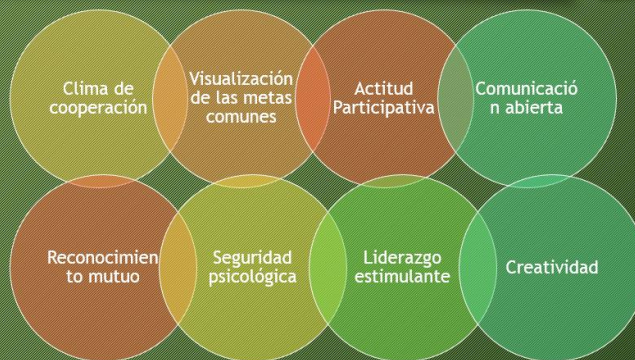 Clima de
cooperación
Visualización
de las metas
comunes
Actitud
Participativa
Comunicació
n abierta
Reconocimien
to mutuo
Seguridad
psicológica
Liderazgo
estimulante
Creatividad